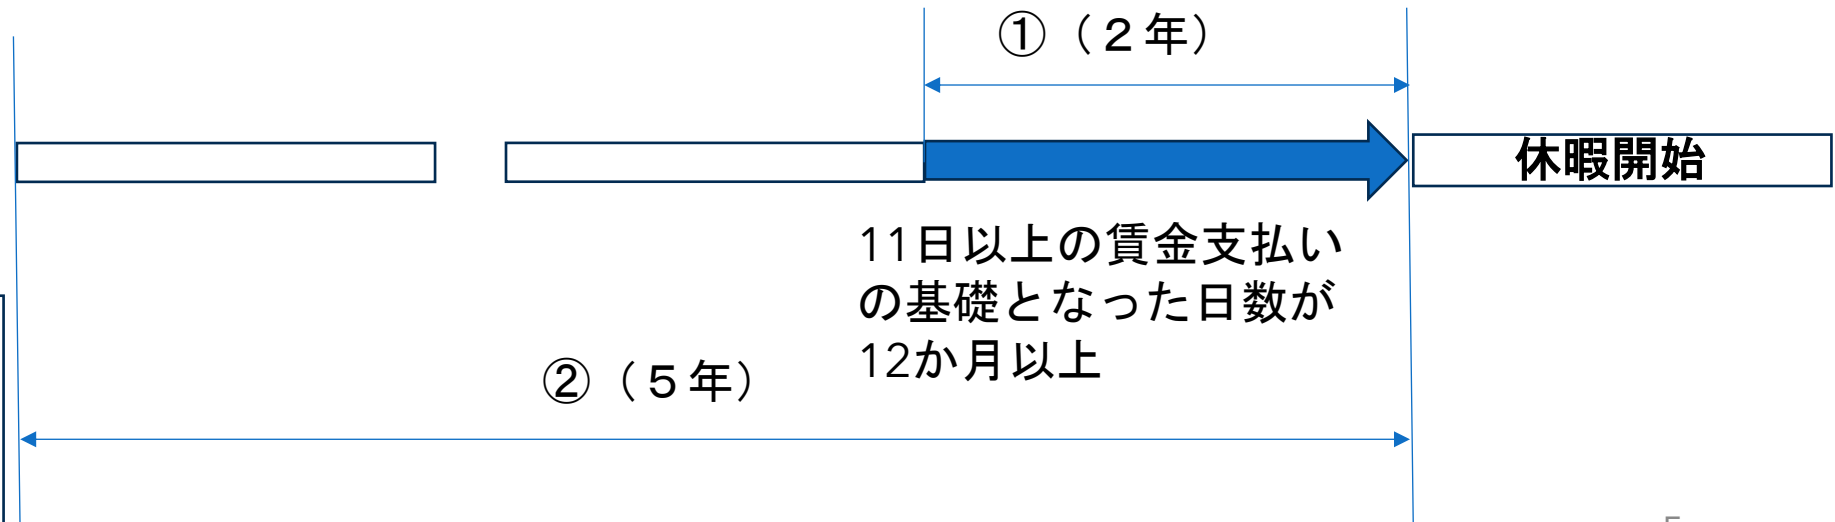 ①（２年）
休暇開始
11日以上の賃金支払い
の基礎となった日数が
12か月以上
②（５年）